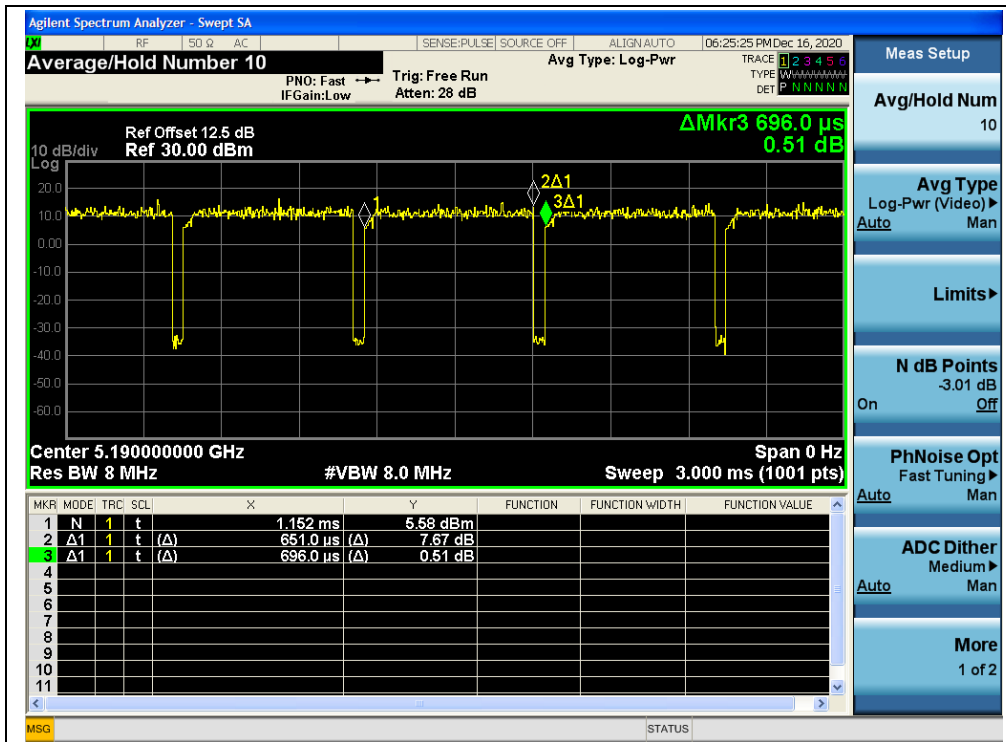 Agilent Spectrum Analyzer - Swept SA
LXI RF 50 Ω AC SENSE:PULSE SOURCE OFF ALIGN AUTO 06:25:25 PM Dec 16, 2020
Average/Hold Number 10
Avg Type: Log-Pwr
TRACE 1 2 3 4 5 6
PNO: Fast Trig: Free Run
TYPE
IFGain:Low Atten: 28 dB
DET P N N N N N
ΔMkr3 696.0 µs
0.51 dB
Ref Offset 12.5 dB
10 dB/div Ref 30.00 dBm
Log
20.0
10.0
0.00
-10.0
-20.0
-30.0
-40.0
-50.0
-60.0
1
2Δ1
3Δ1
Center 5.190000000 GHz Span 0 Hz
Res BW 8 MHz #VBW 8.0 MHz Sweep 3.000 ms (1001 pts)
MKR MODE TRC SCL X Y FUNCTION FUNCTION WIDTH FUNCTION VALUE
1 N 1 t 1.152 ms 5.58 dBm
2 Δ1 1 t (Δ) 651.0 µs (Δ) 7.67 dB
3 Δ1 1 t (Δ) 696.0 µs (Δ) 0.51 dB
4
5
6
7
8
9
10
11
MSG STATUS
Meas Setup
Avg/Hold Num
10
Avg Type
Log-Pwr (Video)
Auto Man
Limits
N dB Points
-3.01 dB
On Off
PhNoise Opt
Fast Tuning
Auto Man
ADC Dither
Medium
Auto Man
More
1 of 2